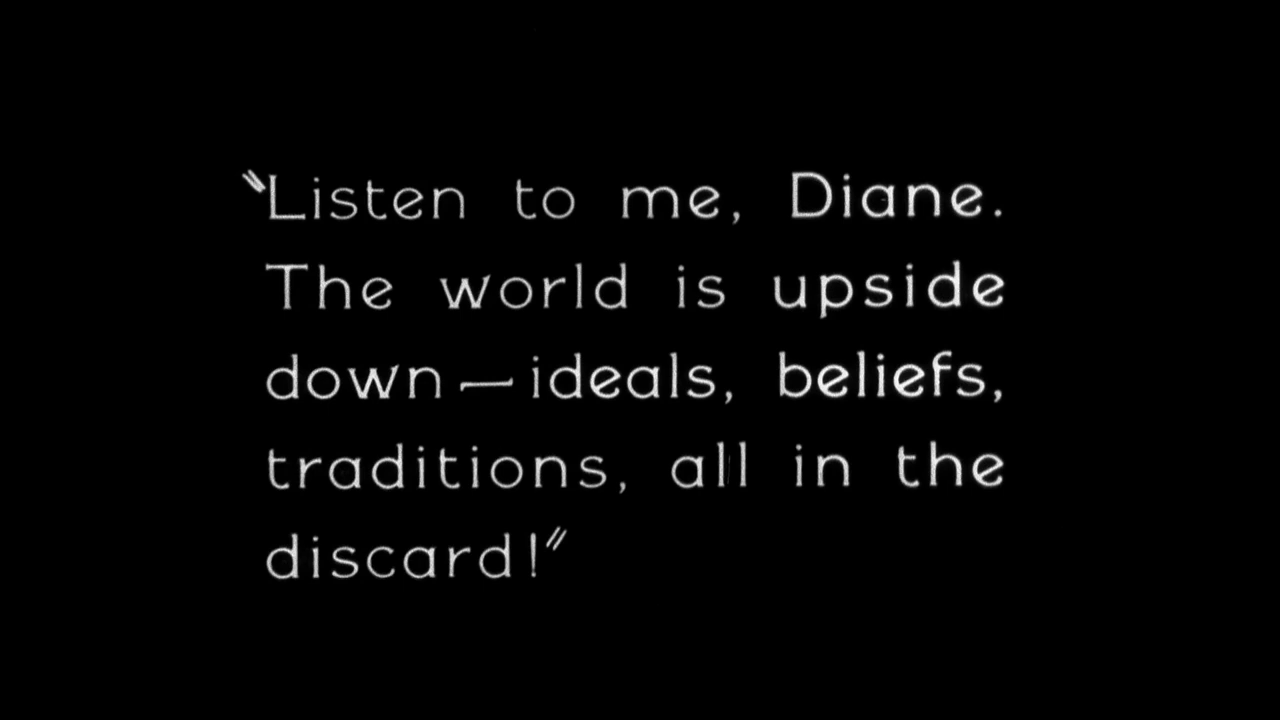 "Listen to me, Diane.
The world is upside
down — ideals, beliefs,
traditions, all in the
discard!"